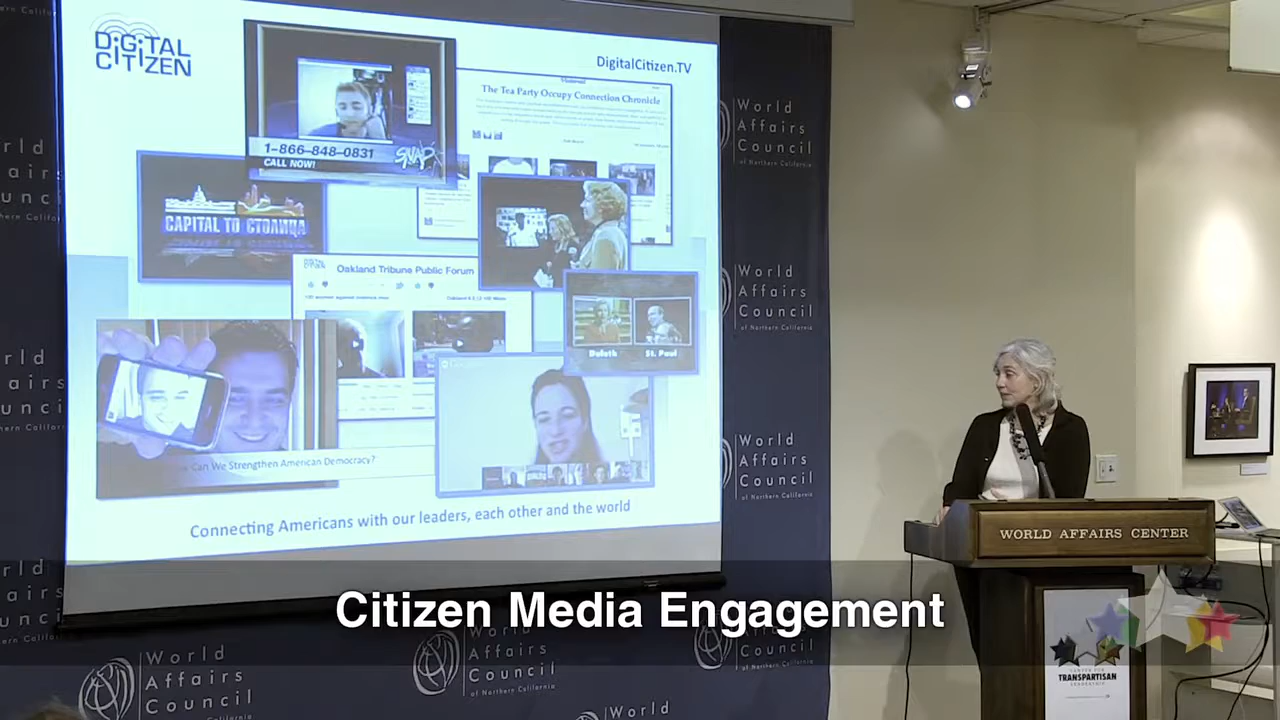 DIGITAL
CITIZEN
DigitalCitizen.TV
The Tea Party Occupy Connection Chronicle
1-866-848-0831
CALL NOW!
SNAP
CAPITAL TO СТОЛИЦА
Oakland Tribune Public Forum
Duluth
St. Paul
Can We Strengthen American Democracy?
Connecting Americans with our leaders, each other and the world
World
Affairs
Council
of Northern California
World
Affairs
Council
of Northern California
World
Affairs
Council
of Northern California
WORLD AFFAIRS CENTER
Citizen Media Engagement
World
Affairs
Council
of Northern California
World
Affairs
Council
of Northern California
World
TRANSPARTISAN